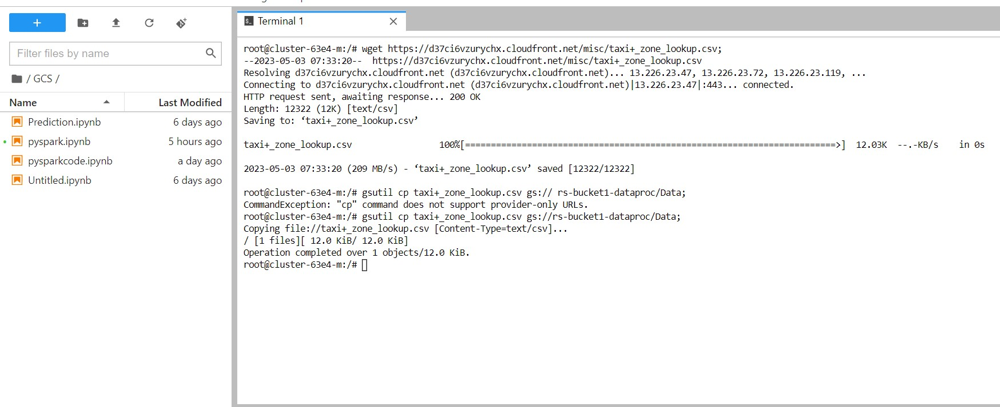 +
Filter files by name
/ GCS /
Name Last Modified
Prediction.ipynb 6 days ago
pyspark.ipynb 5 hours ago
pysparkcode.ipynb a day ago
Untitled.ipynb 6 days ago
$_ Terminal 1
root@cluster-63e4-m:/# wget https://d37ci6vzurychx.cloudfront.net/misc/taxi+_zone_lookup.csv;
--2023-05-03 07:33:20--  https://d37ci6vzurychx.cloudfront.net/misc/taxi+_zone_lookup.csv
Resolving d37ci6vzurychx.cloudfront.net (d37ci6vzurychx.cloudfront.net)... 13.226.23.47, 13.226.23.72, 13.226.23.119, ...
Connecting to d37ci6vzurychx.cloudfront.net (d37ci6vzurychx.cloudfront.net)|13.226.23.47|:443... connected.
HTTP request sent, awaiting response... 200 OK
Length: 12322 (12K) [text/csv]
Saving to: ‘taxi+_zone_lookup.csv’
taxi+_zone_lookup.csv 100%[========================================================================>] 12.03K --.-KB/s in 0s
2023-05-03 07:33:20 (209 MB/s) - ‘taxi+_zone_lookup.csv’ saved [12322/12322]
root@cluster-63e4-m:/# gsutil cp taxi+_zone_lookup.csv gs:// rs-bucket1-dataproc/Data;
CommandException: "cp" command does not support provider-only URLs.
root@cluster-63e4-m:/# gsutil cp taxi+_zone_lookup.csv gs://rs-bucket1-dataproc/Data;
Copying file://taxi+_zone_lookup.csv [Content-Type=text/csv]...
/ [1 files][ 12.0 KiB/ 12.0 KiB]
Operation completed over 1 objects/12.0 KiB.
root@cluster-63e4-m:/#